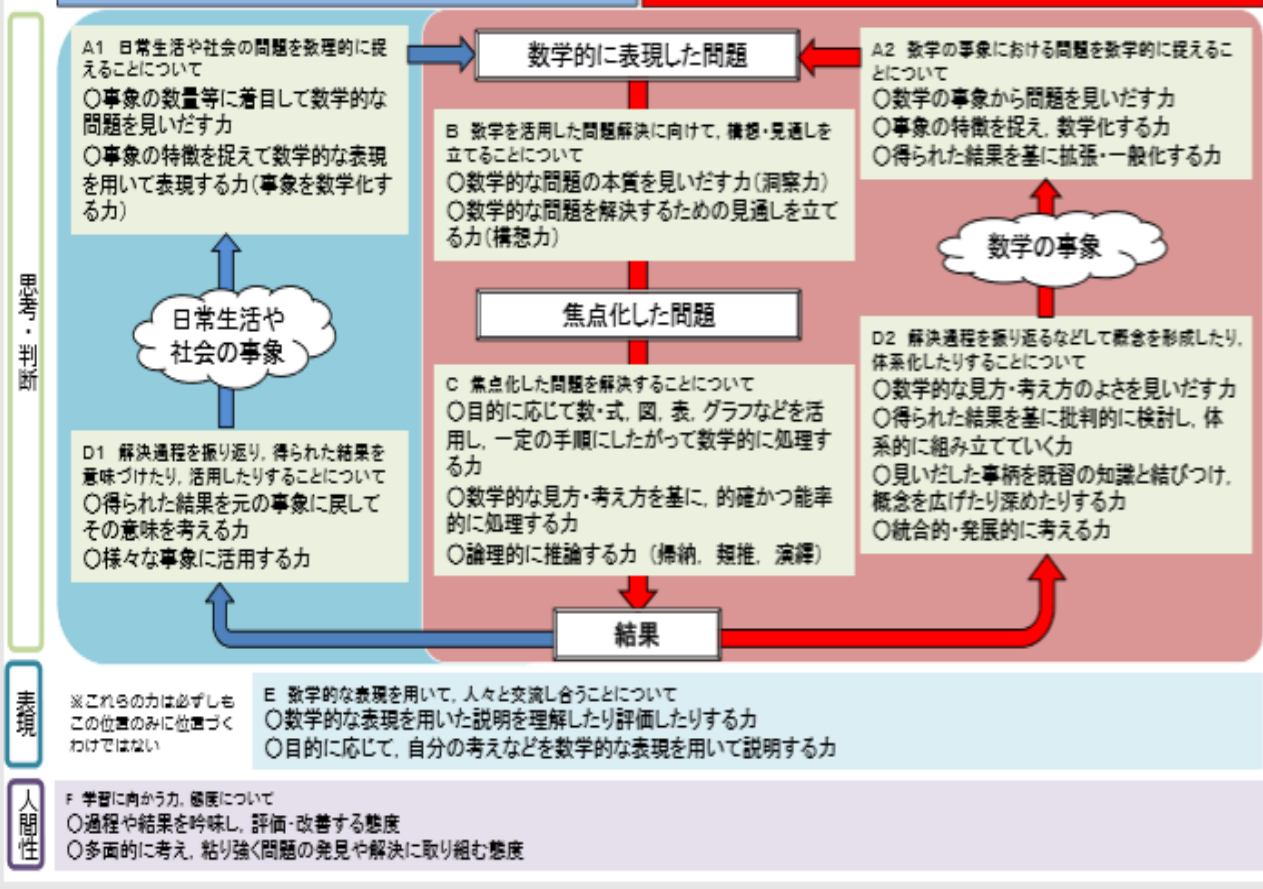 思考・判断
A1 日常生活や社会の問題を数理的に捉
えることについて
〇事象の数量等に着目して数学的な
問題を見いだす力
〇事象の特徴を捉えて数学的な表現
を用いて表現する力(事象を数学化す
る力)
日常生活や
社会の事象
D1 解決過程を振り返り, 得られた結果を
意味づけたり, 活用したりすることについて
〇得られた結果を元の事象に戻して
その意味を考える力
〇様々な事象に活用する力
数学的に表現した問題
B 数学を活用した問題解決に向けて, 構想・見通しを
立てることについて
〇数学的な問題の本質を見いだす力(洞察力)
〇数学的な問題を解決するための見通しを立て
る力(構想力)
焦点化した問題
C 焦点化した問題を解決することについて
〇目的に応じて数・式, 図, 表, グラフなどを活
用し, 一定の手順にしたがって数学的に処理す
る力
〇数学的な見方・考え方を基に, 的確かつ能率
的に処理する力
〇論理的に推論する力 (帰納, 類推, 演繹)
結果
A2 数学の事象における問題を数学的に捉えるこ
とについて
〇数学の事象から問題を見いだす力
〇事象の特徴を捉え, 数学化する力
〇得られた結果を基に拡張・一般化する力
数学の事象
D2 解決過程を振り返るなどして概念を形成したり,
体系化したりすることについて
〇数学的な見方・考え方のよさを見いだす力
〇得られた結果を基に批判的に検討し, 体
系的に組み立てていく力
〇見いだした事柄を既習の知識と結びつけ,
概念を広げたり深めたりする力
〇統合的・発展的に考える力
表現
※これらの力は必ずしも
この位置のみに位置づく
わけではない
E 数学的な表現を用いて, 人々と交流し合うことについて
〇数学的な表現を用いた説明を理解したり評価したりする力
〇目的に応じて, 自分の考えなどを数学的な表現を用いて説明する力
人間性
F 学習に向かう力, 態度について
〇過程や結果を吟味し, 評価・改善する態度
〇多面的に考え, 粘り強く問題の発見や解決に取り組む態度